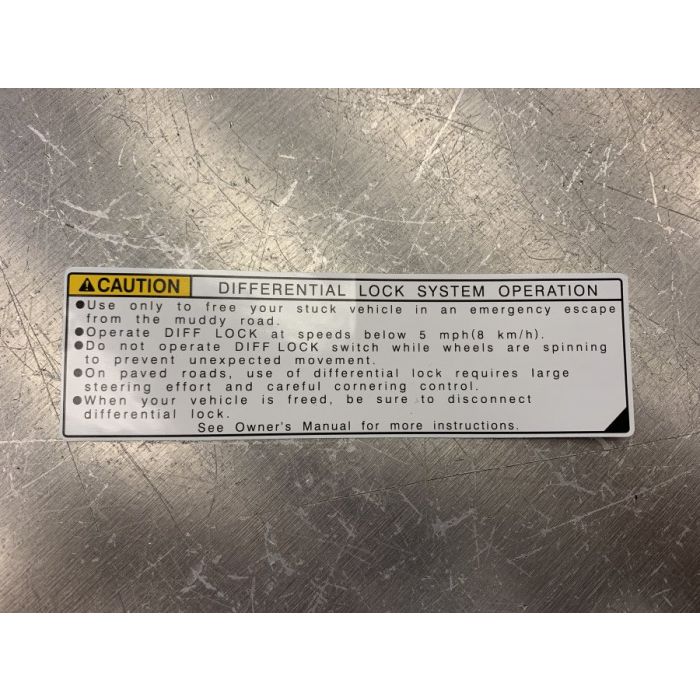 ⚠CAUTION DIFFERENTIAL LOCK SYSTEM OPERATION
●Use only to free your stuck vehicle in an emergency escape
from the muddy road.
●Operate DIFF LOCK at speeds below 5 mph(8 km/h).
●Do not operate DIFF LOCK switch while wheels are spinning
to prevent unexpected movement.
●On paved roads, use of differential lock requires large
steering effort and careful cornering control.
●When your vehicle is freed, be sure to disconnect
differential lock.
See Owner's Manual for more instructions.